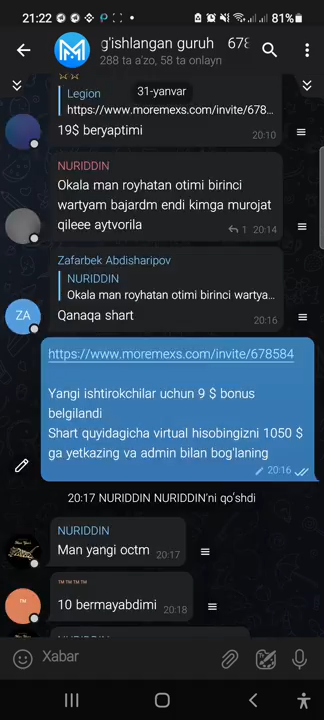 21:22
81%
g'ishlangan guruh 678
288 ta a'zo, 58 ta onlayn
31-yanvar
Legion
https://www.moremexs.com/invite/678...
19$ beryaptimi
20:10
NURIDDIN
Okala man royhatan otimi birinci
wartyam bajardm endi kimga murojat
qileee aytvorila
1 20:14
Zafarbek Abdisharipov
NURIDDIN
Okala man royhatan otimi birinci wartya...
Qanaqa shart
ZA
20:16
https://www.moremexs.com/invite/678584
Yangi ishtirokchilar uchun 9 $ bonus
belgilandi
Shart quyidagicha virtual hisobingizni 1050 $
ga yetkazing va admin bilan bog'laning
20:16
20:17 NURIDDIN NURIDDIN'ni qo'shdi
NURIDDIN
Man yangi octm
20:17
™ ™ ™ ™
10 bermayabdimi
™
20:18
Xabar